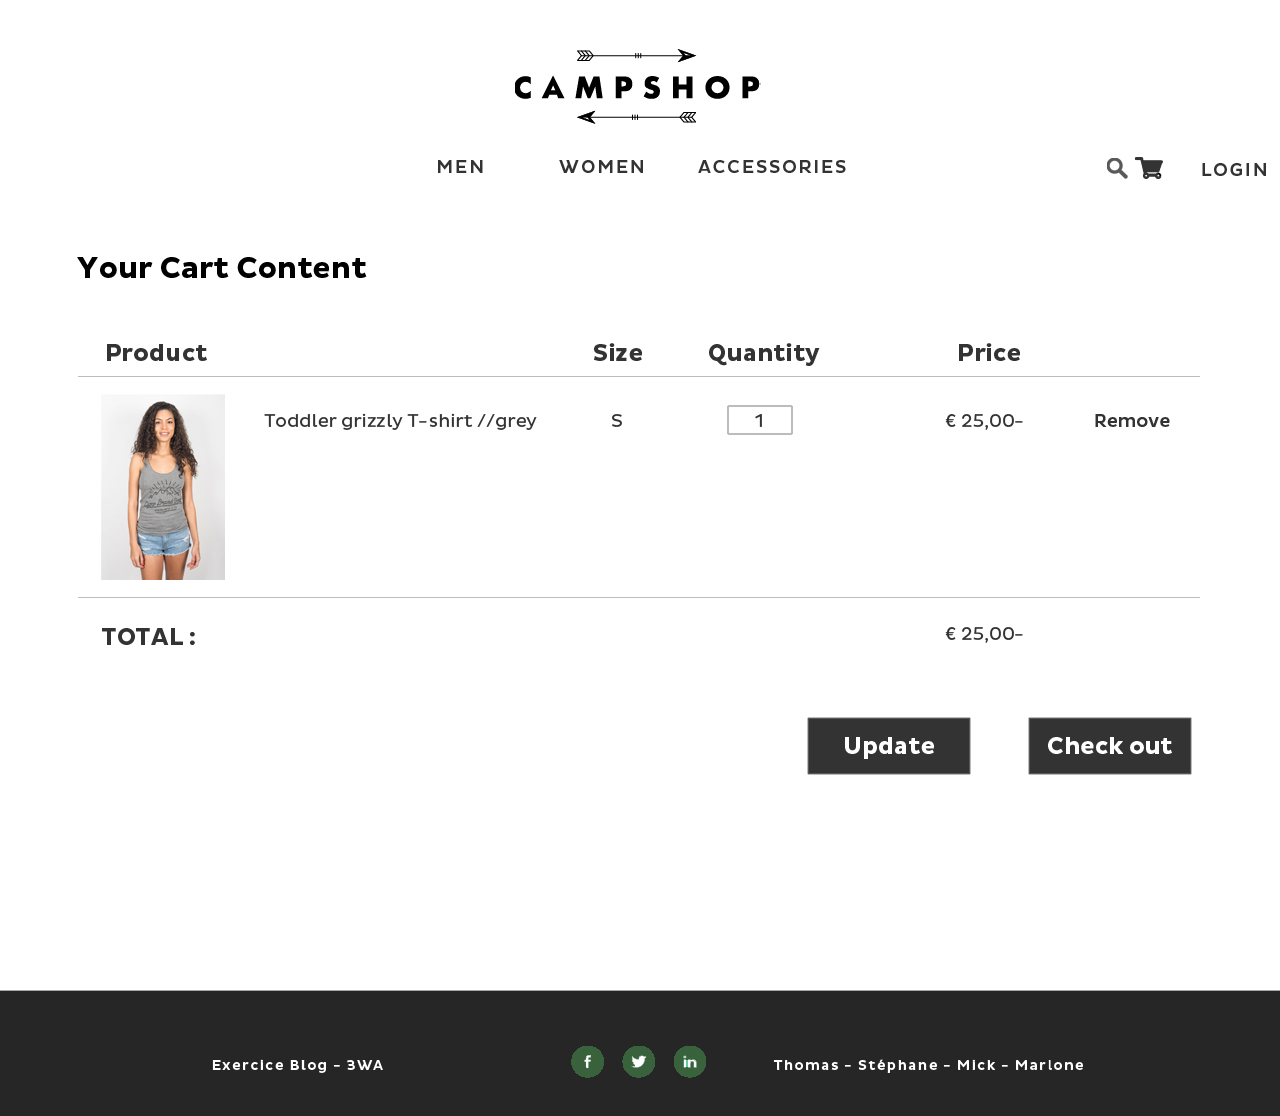 CAMPSHOP
MEN WOMEN ACCESSORIES LOGIN
Your Cart Content
Product Size Quantity Price
Toddler grizzly T-shirt //grey S 1 € 25,00- Remove
TOTAL : € 25,00-
Update Check out
Exercice Blog - 3WA f in Thomas - Stéphane - Mick - Marione